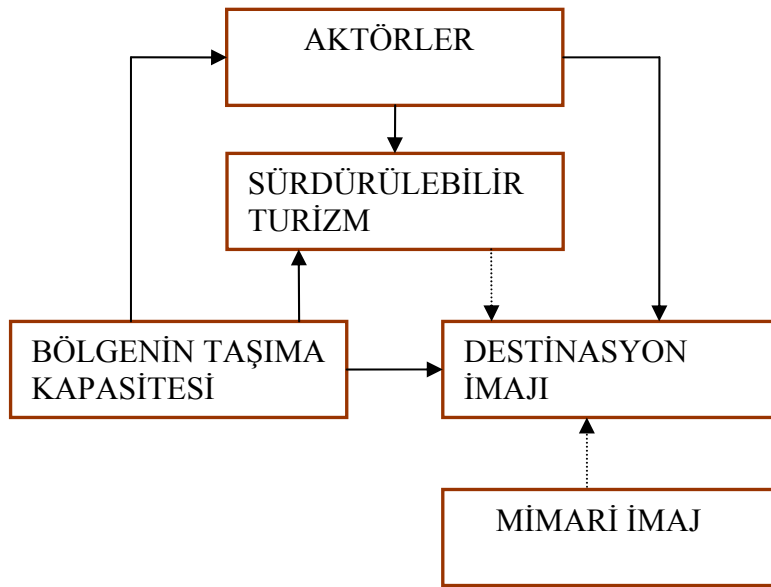 AKTÖRLER
SÜRDÜRÜLEBİLİR
TURİZM
BÖLGENİN TAŞIMA
KAPASİTESİ
DESTİNASYON
İMAJI
MİMARİ İMAJ